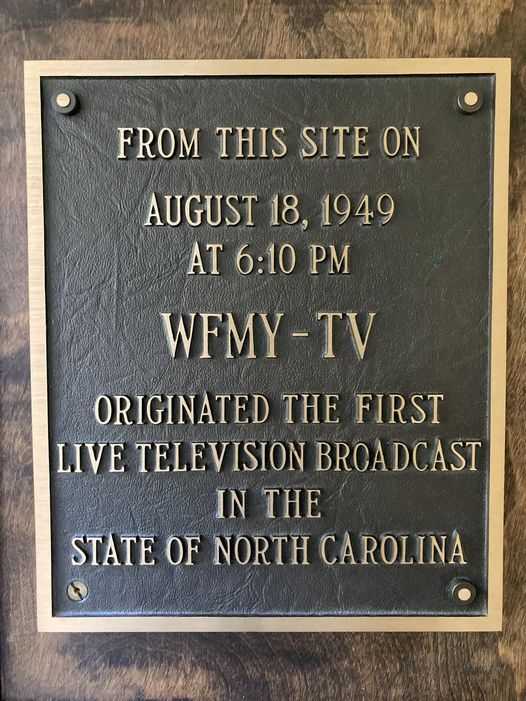 FROM THIS SITE ON
AUGUST 18, 1949
AT 6:10 PM
WFMY-TV
ORIGINATED THE FIRST
LIVE TELEVISION BROADCAST
IN THE
STATE OF NORTH CAROLINA